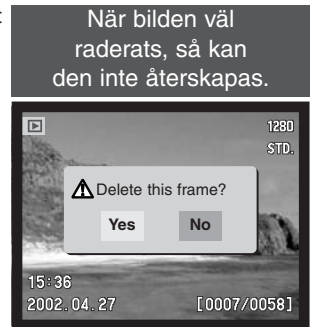 När bilden väl
raderats, så kan
den inte återskapas.
1280
STD.
Delete this frame?
Yes No
15:36
2002.04.27 [0007/0058]